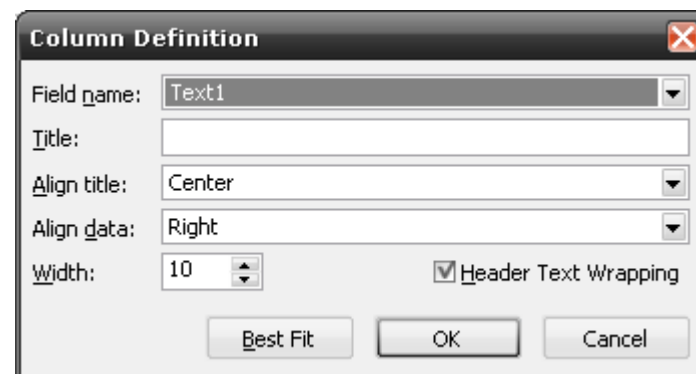 Column Definition
Field name: Text1
Title:
Align title: Center
Align data: Right
Width: 10 Header Text Wrapping
Best Fit OK Cancel